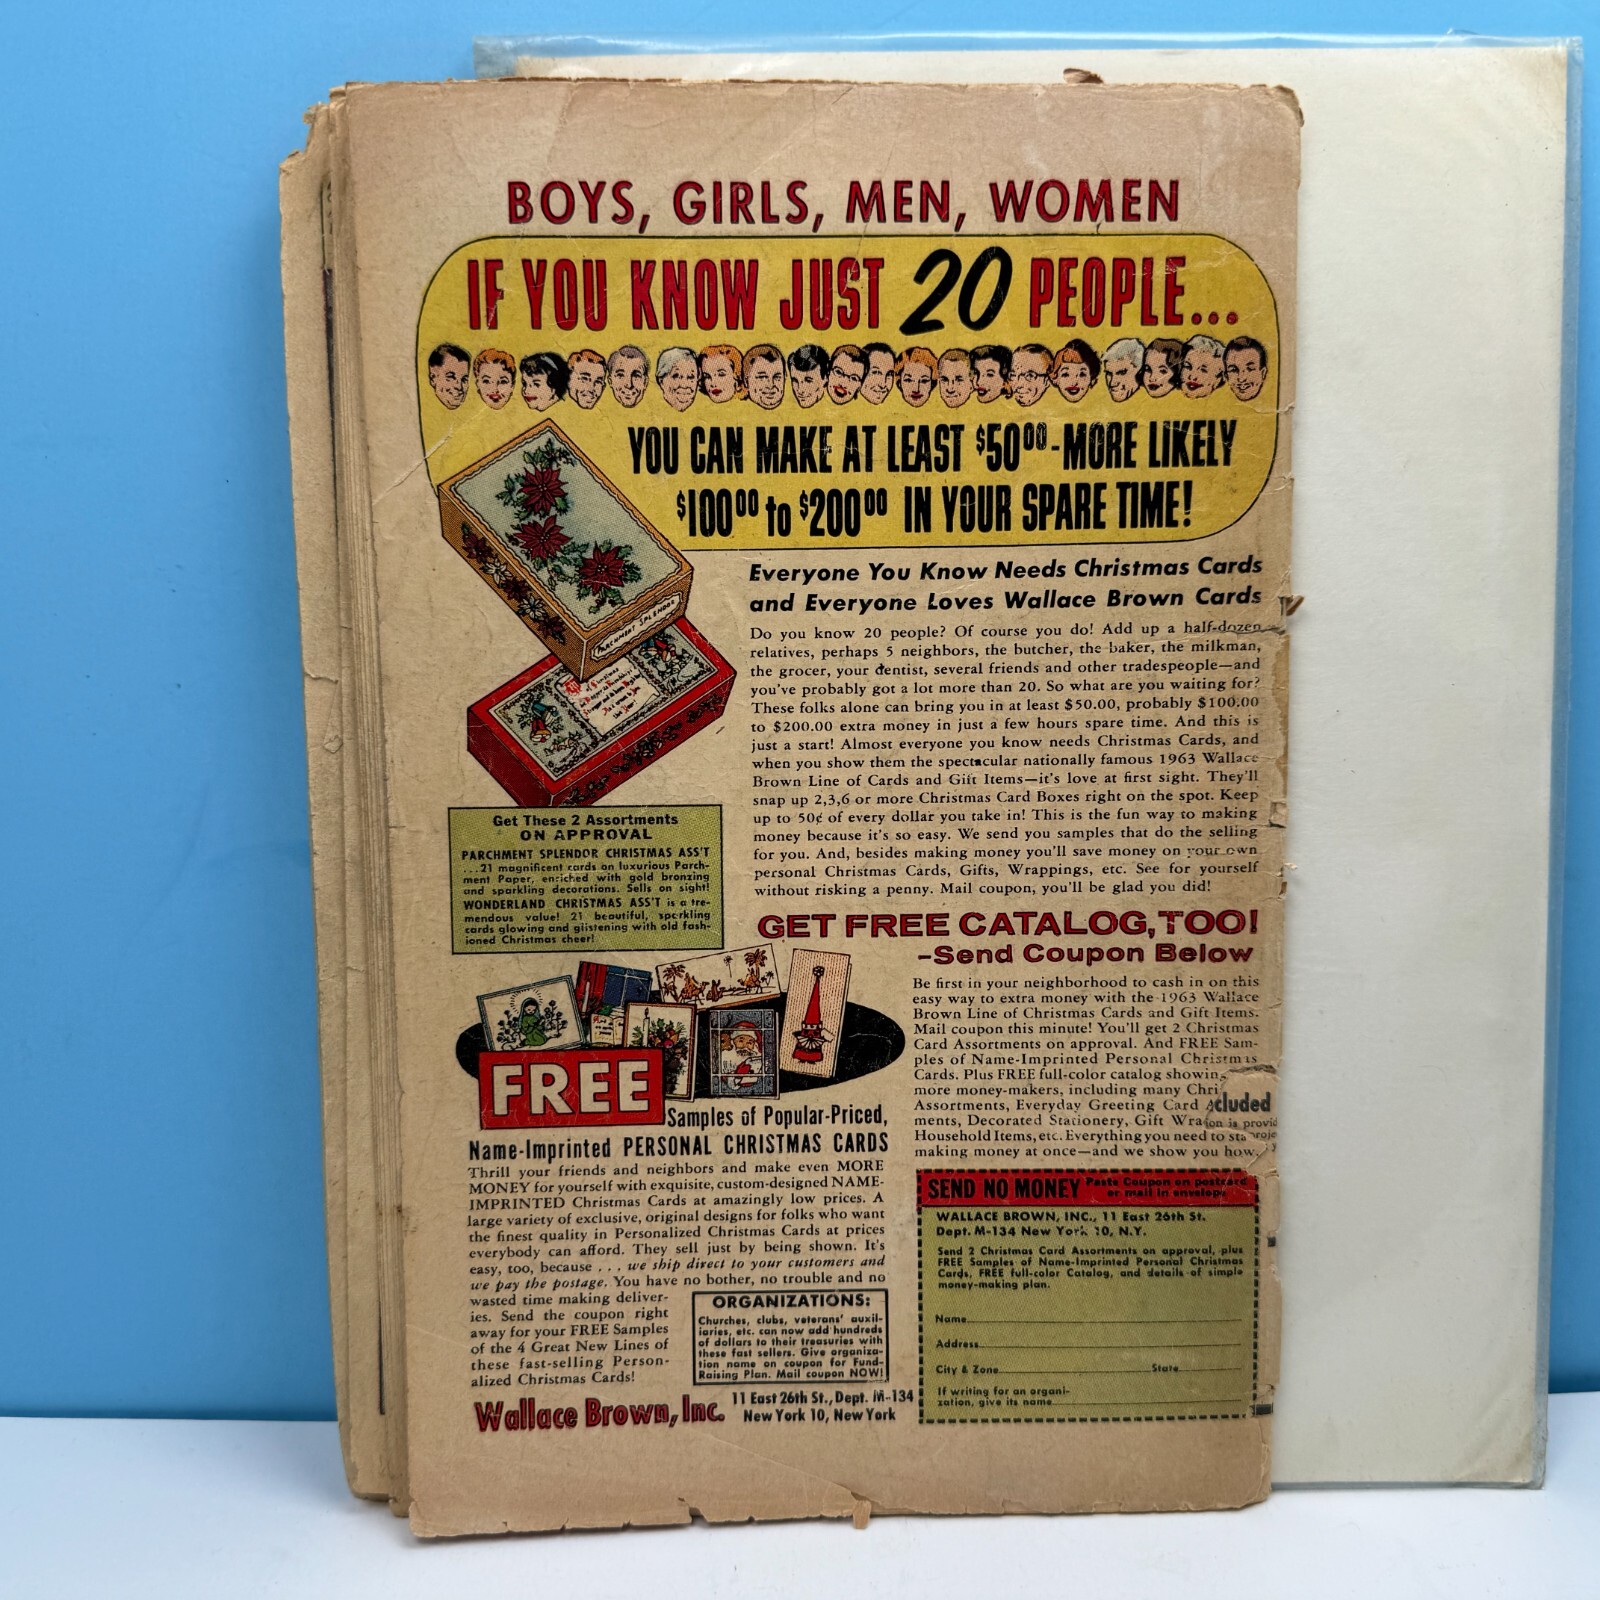 BOYS, GIRLS, MEN, WOMEN
IF YOU KNOW JUST 20 PEOPLE...
YOU CAN MAKE AT LEAST $50⁰⁰-MORE LIKELY
$100⁰⁰ to $200⁰⁰ IN YOUR SPARE TIME!
PARCHMENT SPLENDOR
Everyone You Know Needs Christmas Cards
and Everyone Loves Wallace Brown Cards
Do you know 20 people? Of course you do! Add up a half-dozen
relatives, perhaps 5 neighbors, the butcher, the baker, the milkman,
the grocer, your dentist, several friends and other tradespeople—and
you've probably got a lot more than 20. So what are you waiting for?
These folks alone can bring you in at least $50.00, probably $100.00
to $200.00 extra money in just a few hours spare time. And this is
just a start! Almost everyone you know needs Christmas Cards, and
when you show them the spectacular nationally famous 1963 Wallace
Brown Line of Cards and Gift Items—it's love at first sight. They'll
snap up 2,3,6 or more Christmas Card Boxes right on the spot. Keep
up to 50¢ of every dollar you take in! This is the fun way to making
money because it's so easy. We send you samples that do the selling
for you. And, besides making money you'll save money on your own
personal Christmas Cards, Gifts, Wrappings, etc. See for yourself
without risking a penny. Mail coupon, you'll be glad you did!
Get These 2 Assortments
ON APPROVAL
PARCHMENT SPLENDOR CHRISTMAS ASS'T
...21 magnificent cards on luxurious Parch-
ment Paper, enriched with gold bronzing
and sparkling decorations. Sells on sight!
WONDERLAND CHRISTMAS ASS'T is a tre-
mendous value! 21 beautiful, sparkling
cards glowing and glistening with old fash-
ioned Christmas cheer!
GET FREE CATALOG, TOO!
-Send Coupon Below
Be first in your neighborhood to cash in on this
easy way to extra money with the 1963 Wallace
Brown Line of Christmas Cards and Gift Items.
Mail coupon this minute! You'll get 2 Christmas
Card Assortments on approval. And FREE Sam-
ples of Name-Imprinted Personal Christmas
Cards. Plus FREE full-color catalog showin
more money-makers, including many Chri
Assortments, Everyday Greeting Card
cluded
ments, Decorated Stationery, Gift Wra
ion is provid
Household Items, etc. Everything you need to sta
making money at once—and we show you how.
FREE
Samples of Popular-Priced,
Name-Imprinted PERSONAL CHRISTMAS CARDS
Thrill your friends and neighbors and make even MORE
MONEY for yourself with exquisite, custom-designed NAME-
IMPRINTED Christmas Cards at amazingly low prices. A
large variety of exclusive, original designs for folks who want
the finest quality in Personalized Christmas Cards at prices
everybody can afford. They sell just by being shown. It's
easy, too, because . . . we ship direct to your customers and
we pay the postage. You have no bother, no trouble and no
wasted time making deliver-
ies. Send the coupon right
away for your FREE Samples
of the 4 Great New Lines of
these fast-selling Person-
alized Christmas Cards!
ORGANIZATIONS:
Churches, clubs, veterans' auxil-
iaries, etc. can now add hundreds
of dollars to their treasuries with
these fast sellers. Give organiza-
tion name on coupon for Fund-
Raising Plan. Mail coupon NOW!
Wallace Brown, Inc.
11 East 26th St., Dept. M-134
New York 10, New York
SEND NO MONEY Paste Coupon on postcard
or mail in envelope
WALLACE BROWN, INC., 11 East 26th St.
Dept. M-134 New York 10, N.Y.
Send 2 Christmas Card Assortments on approval, plus
FREE Samples of Name-Imprinted Personal Christmas
Cards, FREE full-color Catalog, and details of simple
money-making plan.
Name
Address
City & Zone State
If writing for an organi-
zation, give its name